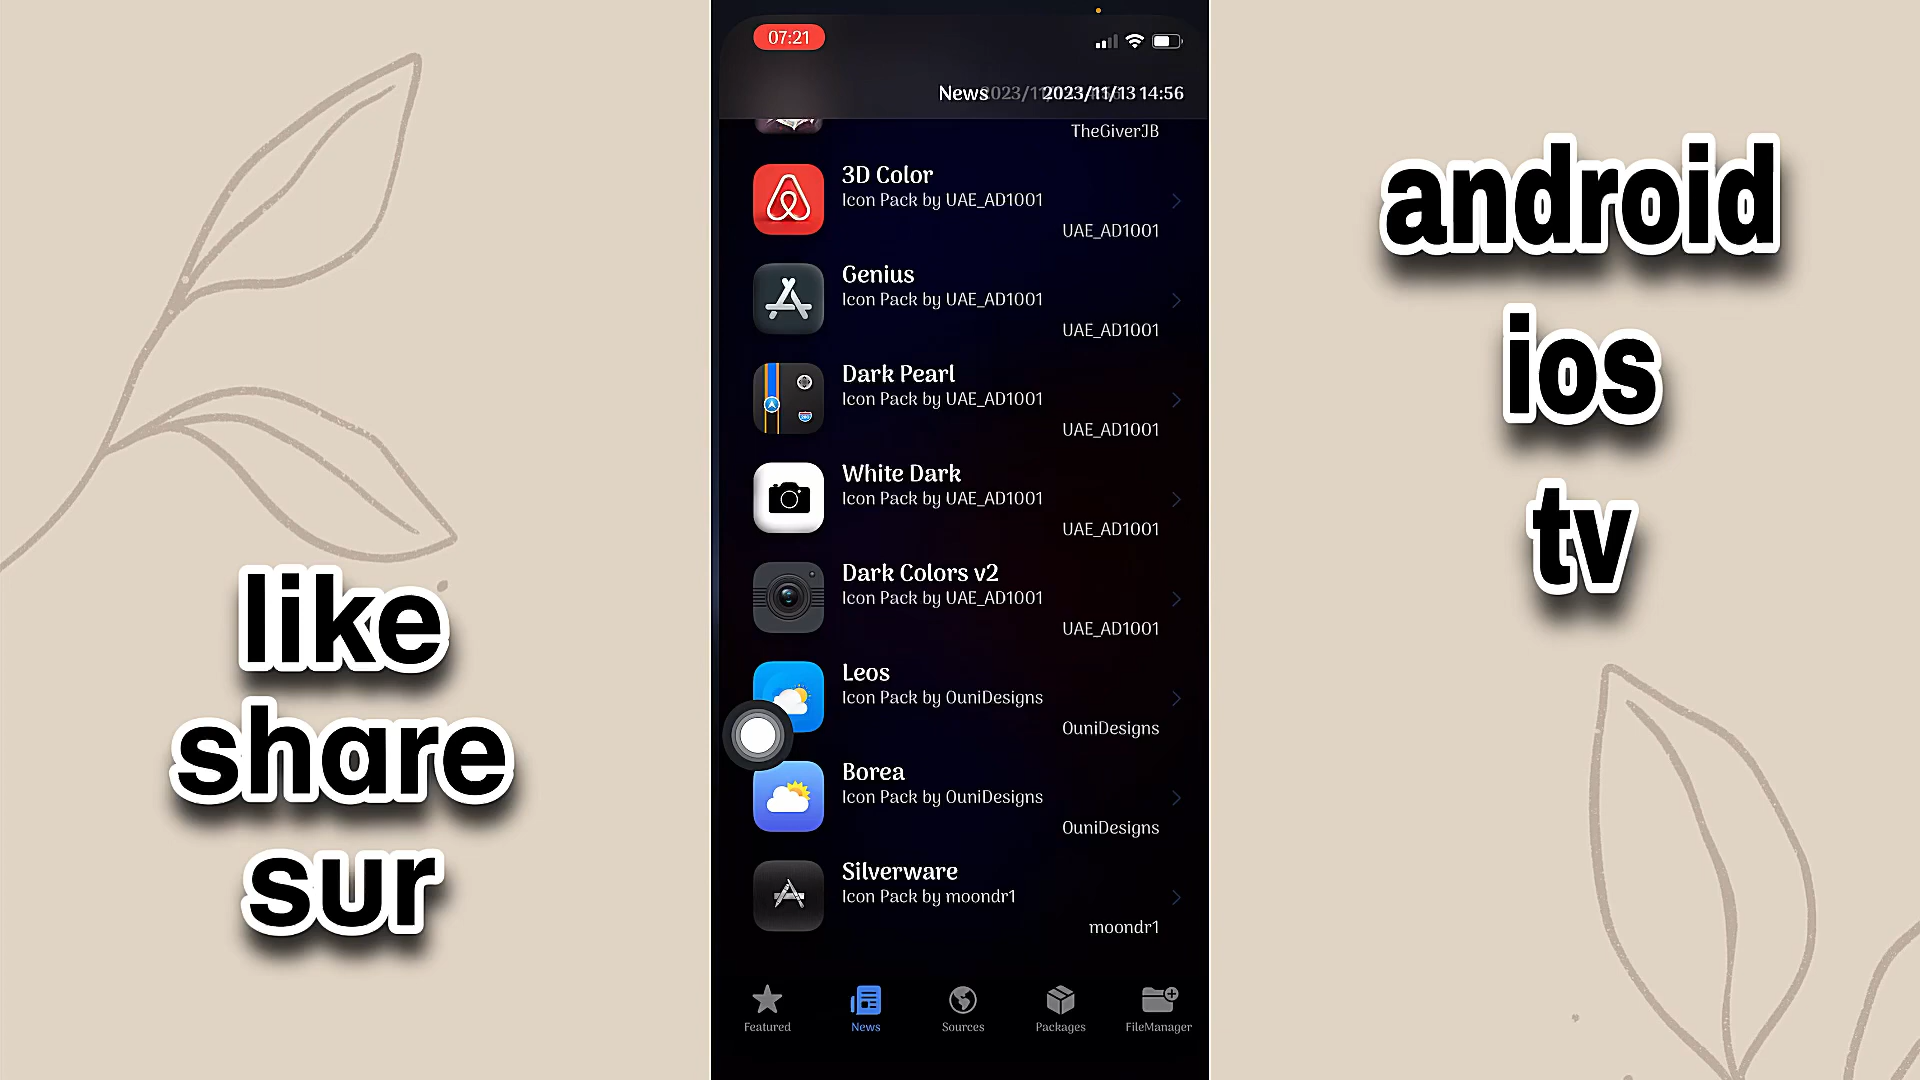 like
share
sur
07:21
News 2023/11/13 14:56
TheGiverJB
3D Color
Icon Pack by UAE_AD1001
UAE_AD1001
Genius
Icon Pack by UAE_AD1001
UAE_AD1001
Dark Pearl
Icon Pack by UAE_AD1001
UAE_AD1001
White Dark
Icon Pack by UAE_AD1001
UAE_AD1001
Dark Colors v2
Icon Pack by UAE_AD1001
UAE_AD1001
Leos
Icon Pack by OuniDesigns
OuniDesigns
Borea
Icon Pack by OuniDesigns
OuniDesigns
Silverware
Icon Pack by moondr1
moondr1
Featured
News
Sources
Packages
FileManager
android
ios
tv